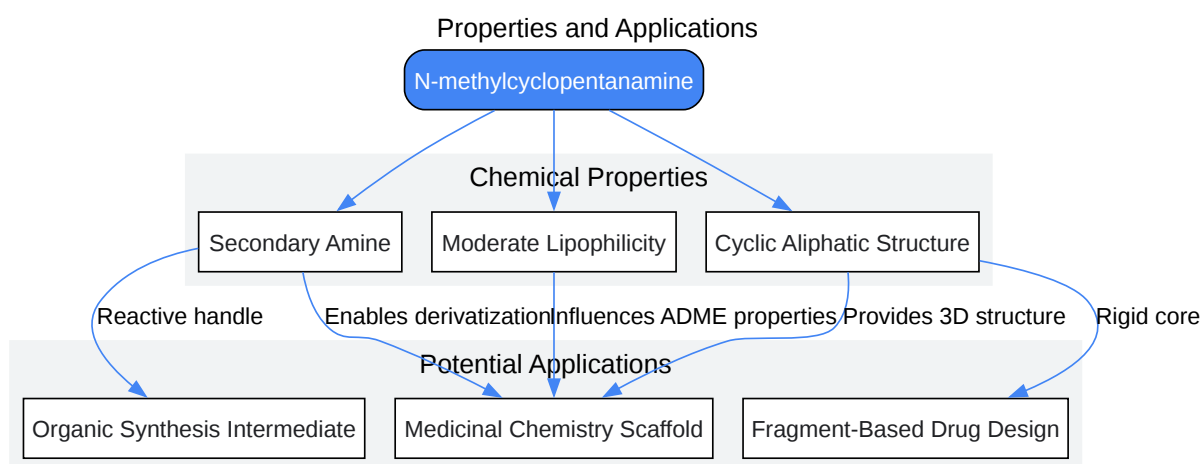 Properties and Applications
N-methylcyclopentanamine
Chemical Properties
Secondary Amine
Moderate Lipophilicity
Cyclic Aliphatic Structure
Reactive handle
Enables derivatization
Influences ADME properties
Provides 3D structure
Rigid core
Potential Applications
Organic Synthesis Intermediate
Medicinal Chemistry Scaffold
Fragment-Based Drug Design